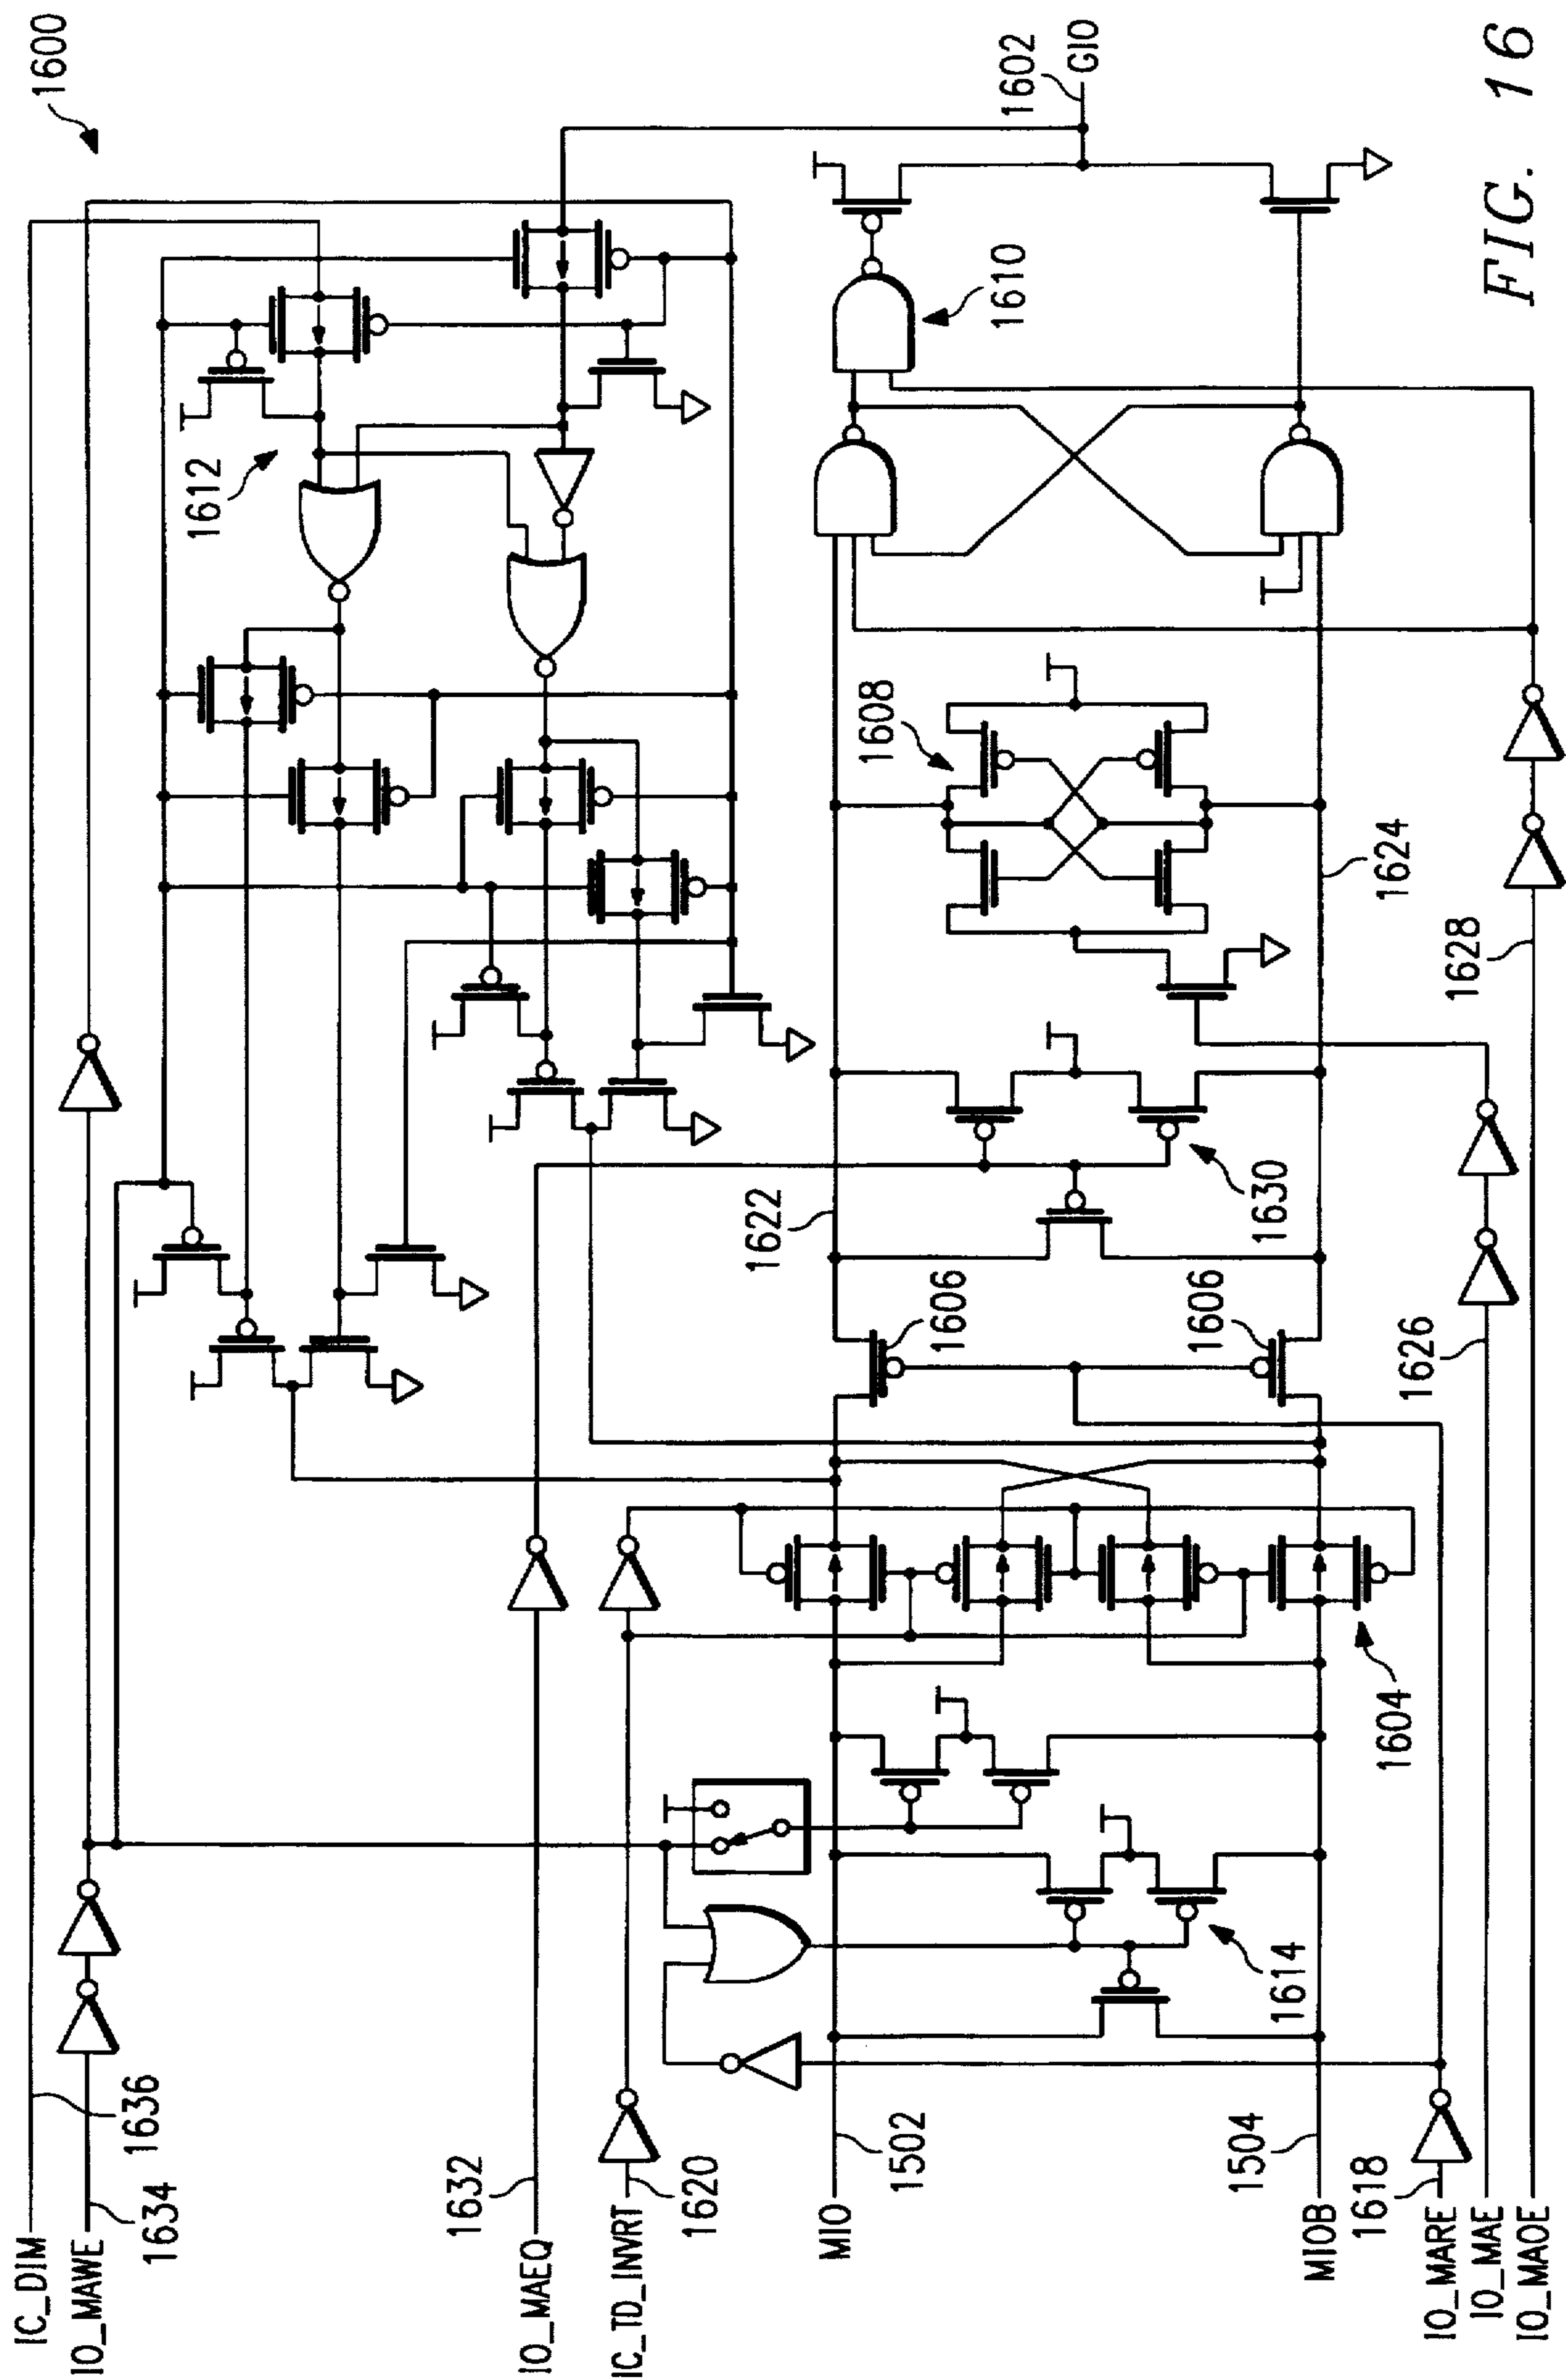 1600
IC_DIM
IO_MAWE
1634
1636
1612
1602
GIO
1610
IO_MAEQ
1632
IC_TD_INVRT
1620
MIO
1502
1622
1606
1608
1630
1606
1604
1614
1624
MIOB
1504
IO_MARE
1618
IO_MAE
1626
IO_MAOE
1628
FIG. 16